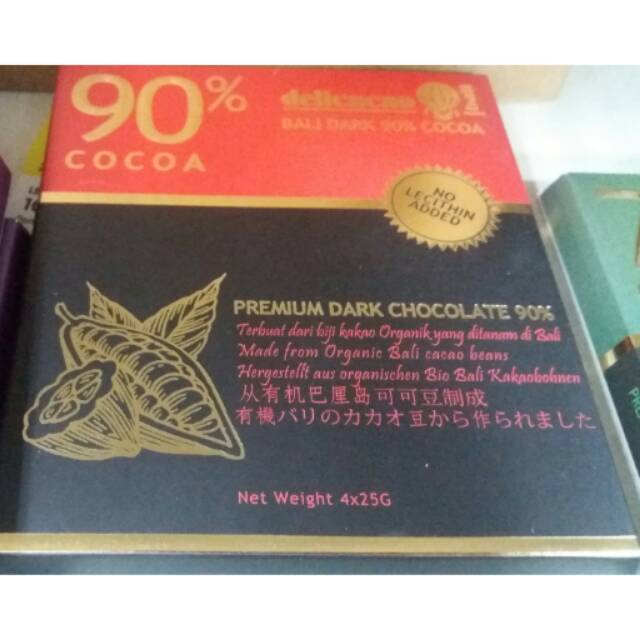 90%
COCOA
delicacao
BALI DARK 90% COCOA
NO
LECITHIN
ADDED
PREMIUM DARK CHOCOLATE 90%
Terbuat dari biji kakao Organik yang ditanam di Bali
Made from Organic Bali cacao beans
Hergestellt aus organischen Bio Bali Kakaobohnen
从有机巴厘岛可可豆制成
有機バリのカカオ豆から作られました
Net Weight 4x25G